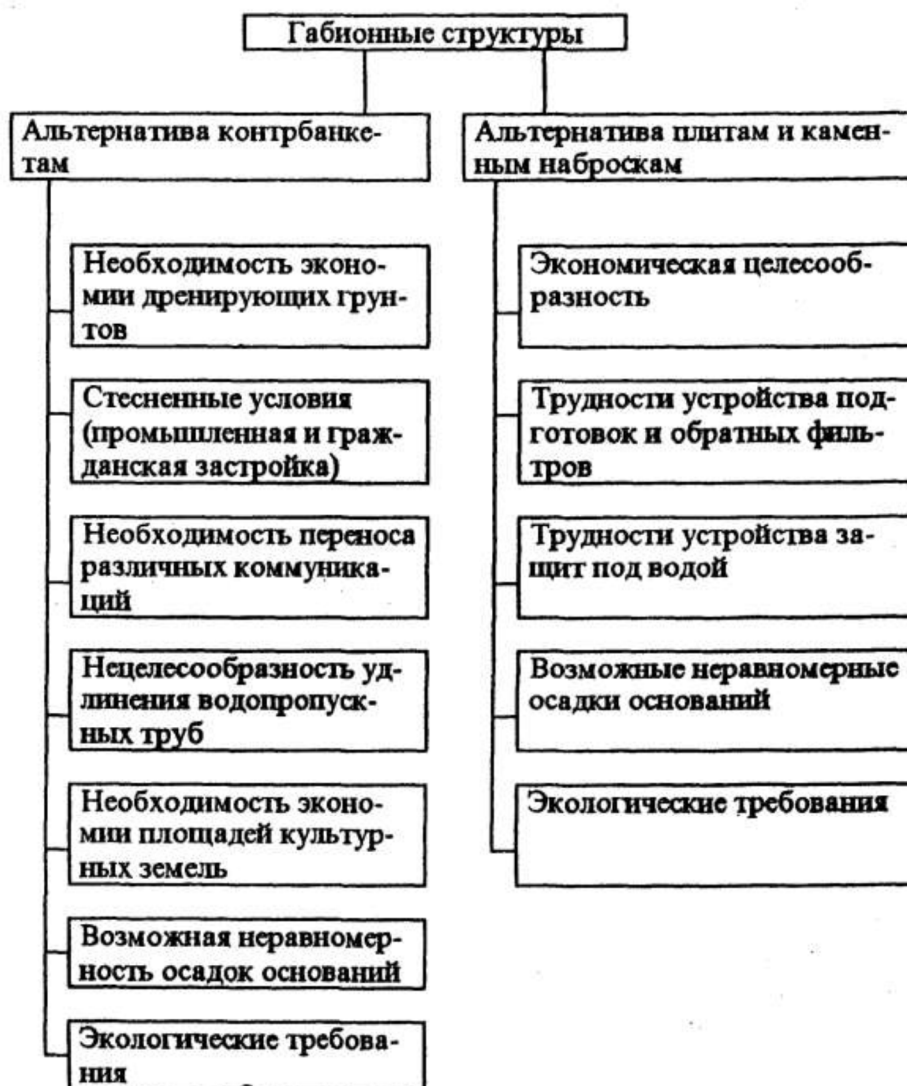 Габионные структуры
Альтернатива контрбанке-
там
Необходимость эконо-
мии дренирующих грун-
тов
Стесненные условия
(промышленная и граж-
данская застройка)
Необходимость переноса
различных коммуника-
ций
Нецелесообразность уд-
линения водопропуск-
ных труб
Необходимость эконо-
мии площадей культур-
ных земель
Возможная неравномер-
ность осадок оснований
Экологические требова-
ния
Альтернатива плитам и камен-
ным наброскам
Экономическая целесооб-
разность
Трудности устройства под-
готовок и обратных филь-
тров
Трудности устройства за-
щит под водой
Возможные неравномерные
осадки оснований
Экологические требования